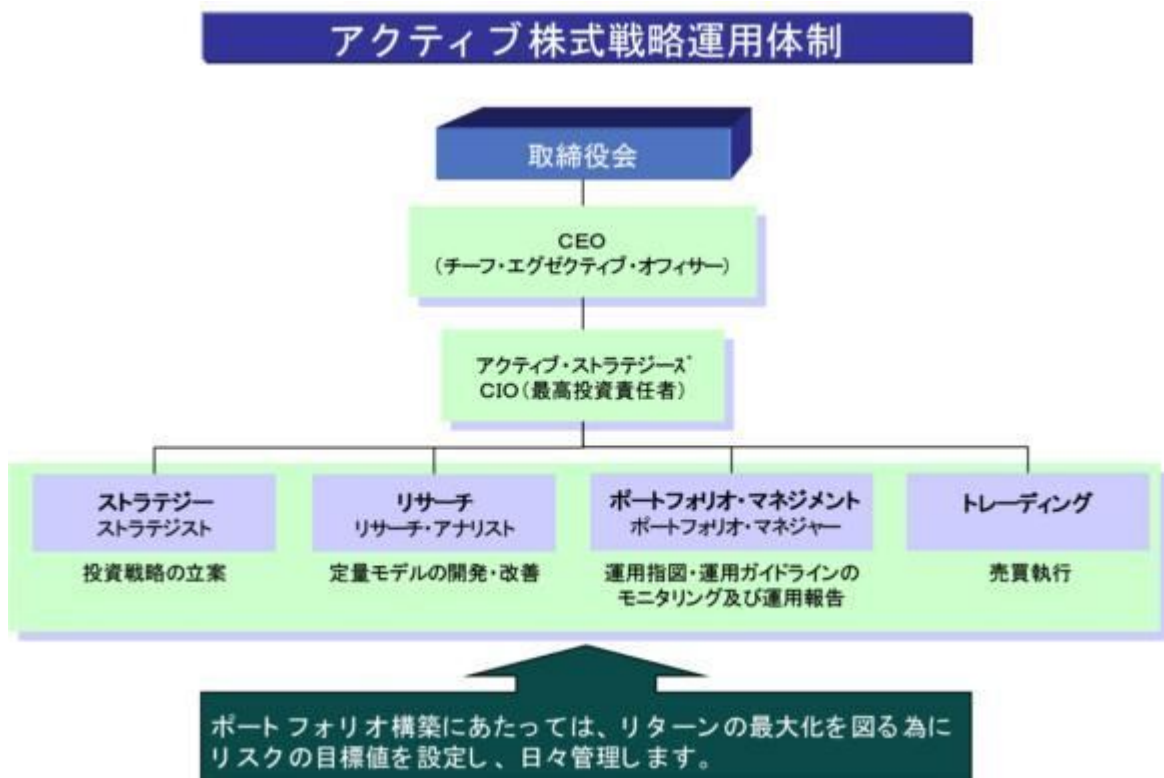 アクティブ株式戦略運用体制
取締役会
CEO
(チーフ・エグゼクティブ・オフィサー)
アクティブ・ストラテジーズ
CIO(最高投資責任者)
ストラテジー
ストラテジスト
投資戦略の立案
リサーチ
リサーチ・アナリスト
定量モデルの開発・改善
ポートフォリオ・マネジメント
ポートフォリオ・マネジャー
運用指図・運用ガイドラインの
モニタリング及び運用報告
トレーディング
売買執行
ポートフォリオ構築にあたっては、リターンの最大化を図る為に
リスクの目標値を設定し、日々管理します。